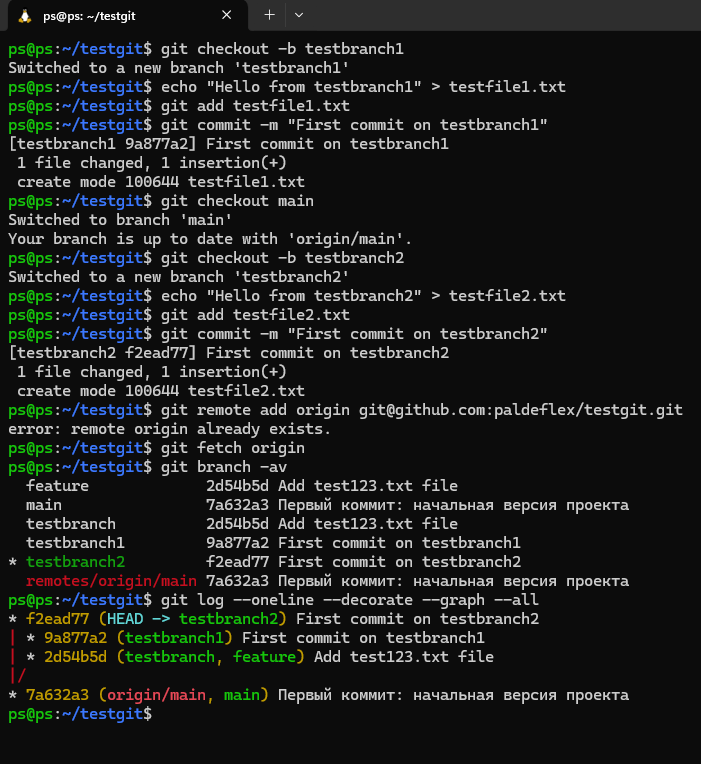 ps@ps: ~/testgit
ps@ps:~/testgit$ git checkout -b testbranch1
Switched to a new branch 'testbranch1'
ps@ps:~/testgit$ echo "Hello from testbranch1" > testfile1.txt
ps@ps:~/testgit$ git add testfile1.txt
ps@ps:~/testgit$ git commit -m "First commit on testbranch1"
[testbranch1 9a877a2] First commit on testbranch1
 1 file changed, 1 insertion(+)
 create mode 100644 testfile1.txt
ps@ps:~/testgit$ git checkout main
Switched to branch 'main'
Your branch is up to date with 'origin/main'.
ps@ps:~/testgit$ git checkout -b testbranch2
Switched to a new branch 'testbranch2'
ps@ps:~/testgit$ echo "Hello from testbranch2" > testfile2.txt
ps@ps:~/testgit$ git add testfile2.txt
ps@ps:~/testgit$ git commit -m "First commit on testbranch2"
[testbranch2 f2ead77] First commit on testbranch2
 1 file changed, 1 insertion(+)
 create mode 100644 testfile2.txt
ps@ps:~/testgit$ git remote add origin git@github.com:paldeflex/testgit.git
error: remote origin already exists.
ps@ps:~/testgit$ git fetch origin
ps@ps:~/testgit$ git branch -av
  feature             2d54b5d Add test123.txt file
  main                7a632a3 Первый коммит: начальная версия проекта
  testbranch          2d54b5d Add test123.txt file
  testbranch1         9a877a2 First commit on testbranch1
* testbranch2         f2ead77 First commit on testbranch2
  remotes/origin/main 7a632a3 Первый коммит: начальная версия проекта
ps@ps:~/testgit$ git log --oneline --decorate --graph --all
* f2ead77 (HEAD -> testbranch2) First commit on testbranch2
| * 9a877a2 (testbranch1) First commit on testbranch1
| * 2d54b5d (testbranch, feature) Add test123.txt file
|/
* 7a632a3 (origin/main, main) Первый коммит: начальная версия проекта
ps@ps:~/testgit$